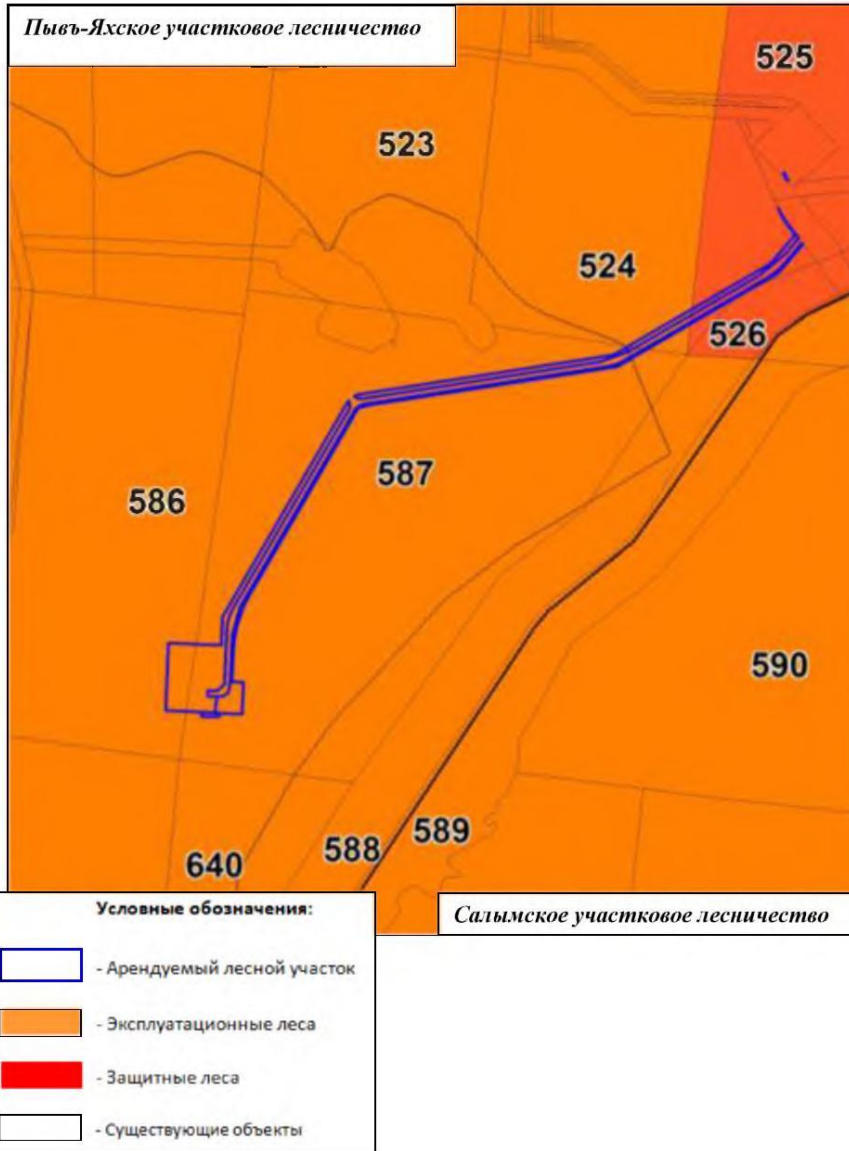 Пывъ-Яхское участковое лесничество
525
523
524
526
587
586
590
589
588
640
Условные обозначения:
Салымское участковое лесничество
- Арендуемый лесной участок
- Эксплуатационные леса
- Защитные леса
- Существующие объекты